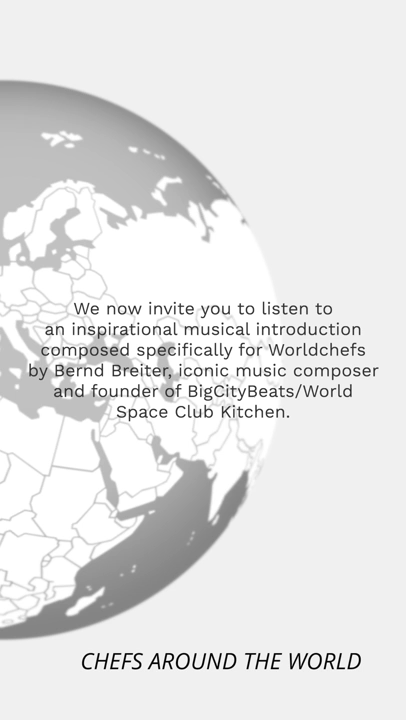 We now invite you to listen to
an inspirational musical introduction
composed specifically for Worldchefs
by Bernd Breiter, iconic music composer
and founder of BigCityBeats/World
Space Club Kitchen.
CHEFS AROUND THE WORLD